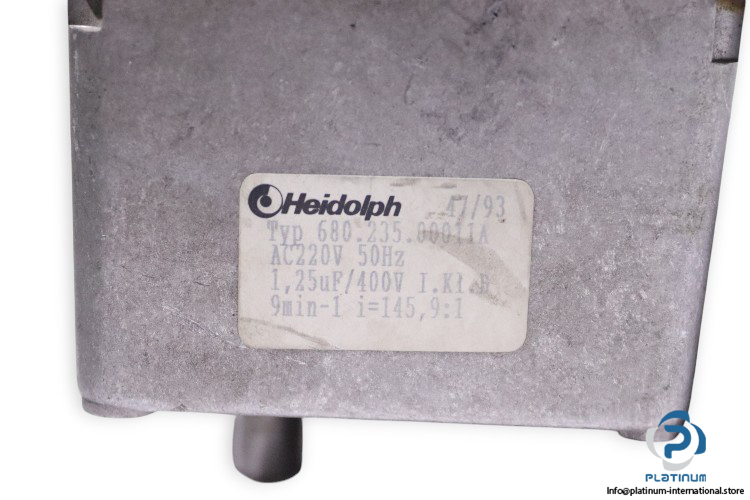 Heidolph 47/93
Typ 680.235.00011A
AC220V 50Hz
1,25uF/400V I.Kl.B
9min-1 i=145,9:1
PLATINUM
Info@platinum-international.store